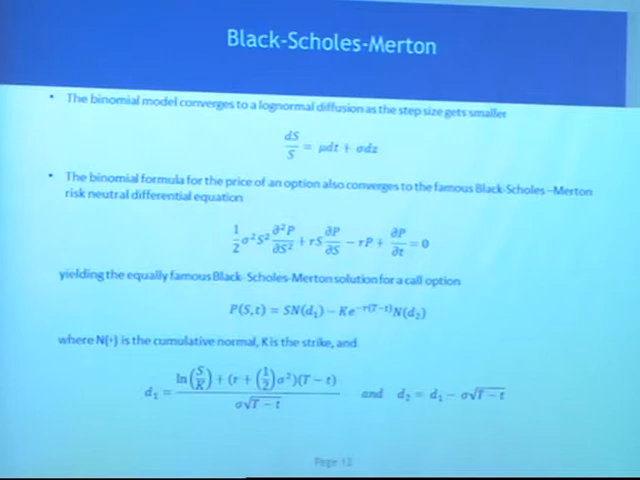 Black-Scholes-Merton
• The binomial model converges to a lognormal diffusion as the step size gets smaller
dS/S = μdt + σdz
• The binomial formula for the price of an option also converges to the famous Black-Scholes–Merton
risk neutral differential equation
1/2 σ²S² ∂²P/∂S² + rS ∂P/∂S − rP + ∂P/∂t = 0
yielding the equally famous Black- Scholes-Merton solution for a call option
P(S,t) = SN(d₁) − Ke^−r(T−t)N(d₂)
where N(·) is the cumulative normal, K is the strike, and
d₁ = ln(S/K) + (r + (1/2)σ²)(T − t) / σ√T − t and d₂ = d₁ − σ√T − t
Page 12